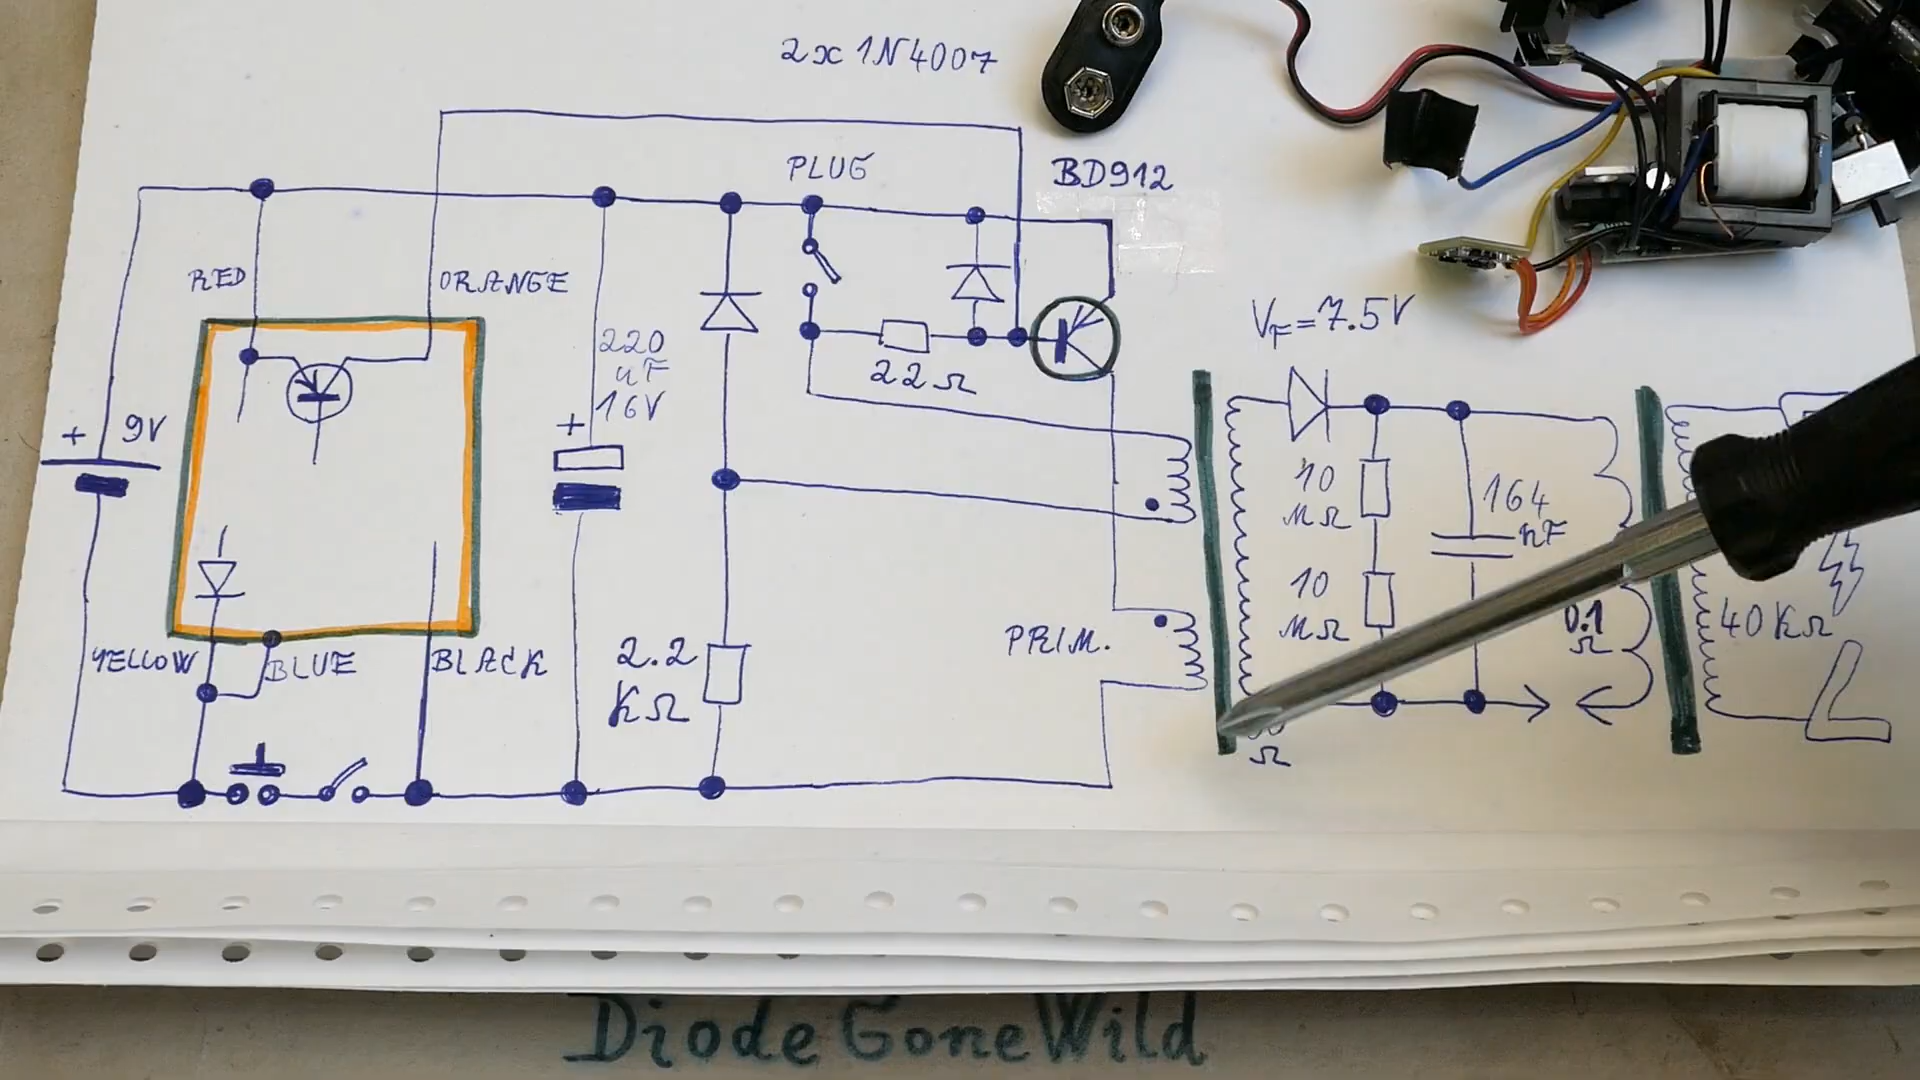 2x 1N4007
PLUG
BD912
RED
ORANGE
220
uF
16V
+
22Ω
VF=7.5V
+ 9V
10
MΩ
164
nF
10
MΩ
0.1
Ω
40KΩ
YELLOW
BLUE
BLACK
2.2
KΩ
PRIM.
Ω
DiodeGoneWild